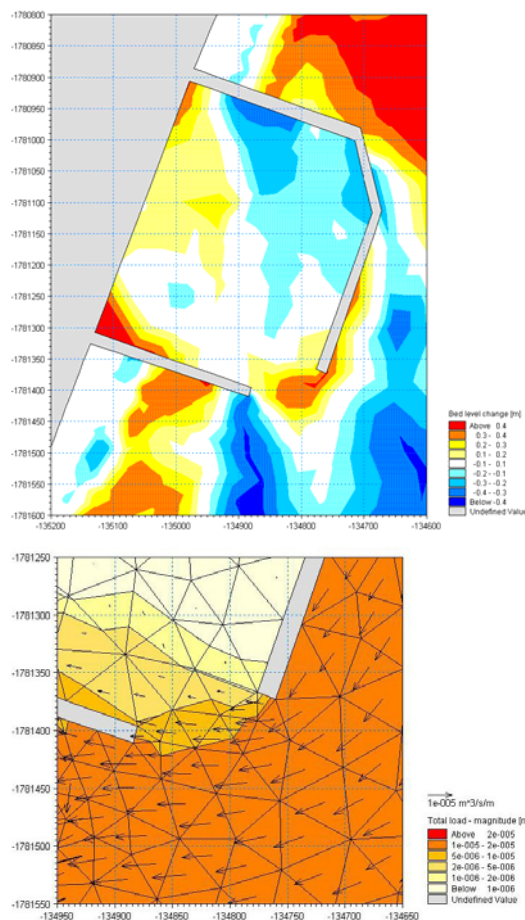 -1780800
-1780850
-1780900
-1780950
-1781000
-1781050
-1781100
-1781150
-1781200
-1781250
-1781300
-1781350
-1781400
-1781450
-1781500
-1781550
-1781600
-135200 -135100 -135000 -134900 -134800 -134700 -134600
Bed level change [m]
Above 0.4
0.3 - 0.4
0.2 - 0.3
0.1 - 0.2
-0.1 - 0.1
-0.2 - -0.1
-0.3 - -0.2
-0.4 - -0.3
Below -0.4
Undefined Value
-1781250
-1781300
-1781350
-1781400
-1781450
-1781500
-1781550
-134950 -134900 -134850 -134800 -134750 -134700 -134650
1e-005 m^3/s/m
Total load - magnitude
Above 2e-005
1e-005 - 2e-005
5e-006 - 1e-005
2e-006 - 5e-006
1e-006 - 2e-006
Below 1e-006
Undefined Value